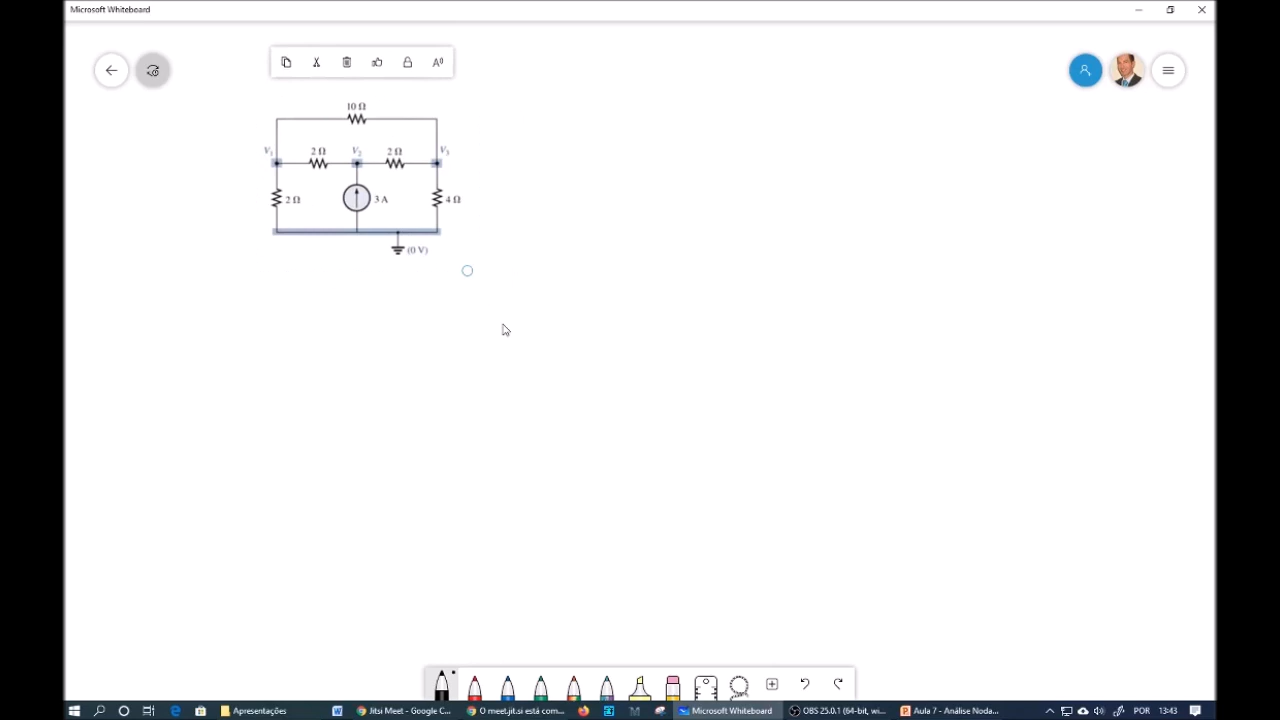 Microsoft Whiteboard
10 Ω
V₁ 2 Ω V₂ 2 Ω V₃
2 Ω 3 A 4 Ω
(0 V)
Apresentações Jitsi Meet - Google C... O meet.jit.si está com... Microsoft Whiteboard OBS 25.0.1 (64-bit, wi... Aula 7 - Análise Noda... POR 13:43